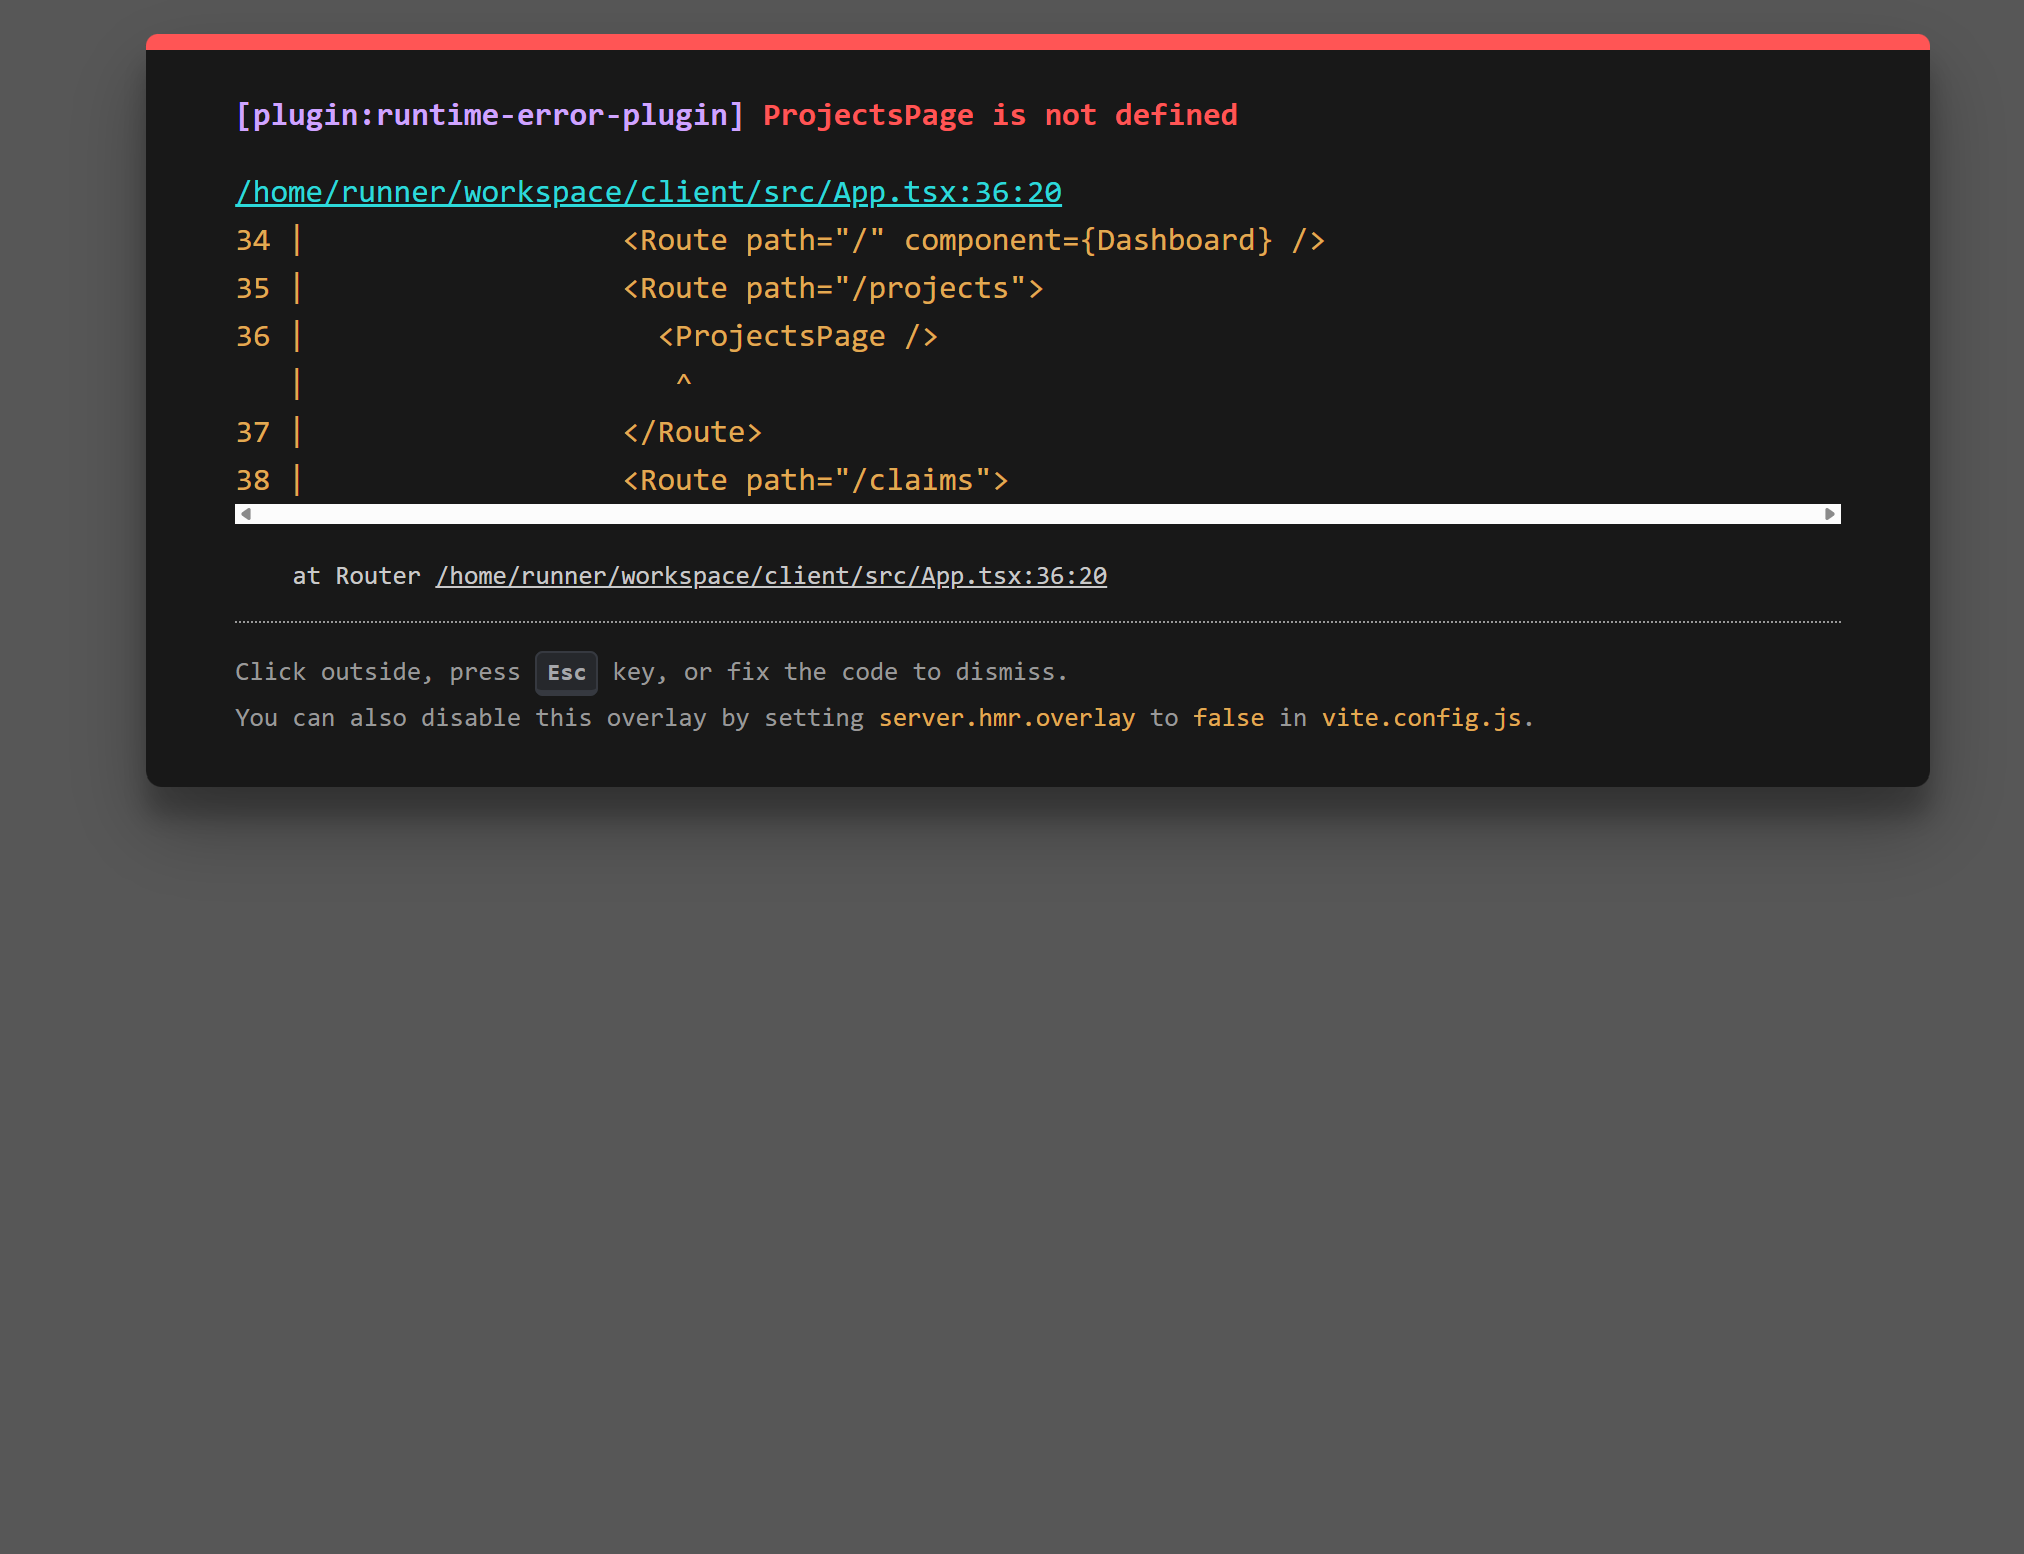 [plugin:runtime-error-plugin] ProjectsPage is not defined
/home/runner/workspace/client/src/App.tsx:36:20
34 |                  <Route path="/" component={Dashboard} />
35 |                  <Route path="/projects">
36 |                    <ProjectsPage />
   |                     ^
37 |                  </Route>
38 |                  <Route path="/claims">
at Router /home/runner/workspace/client/src/App.tsx:36:20
Click outside, press Esc key, or fix the code to dismiss.
You can also disable this overlay by setting server.hmr.overlay to false in vite.config.js.